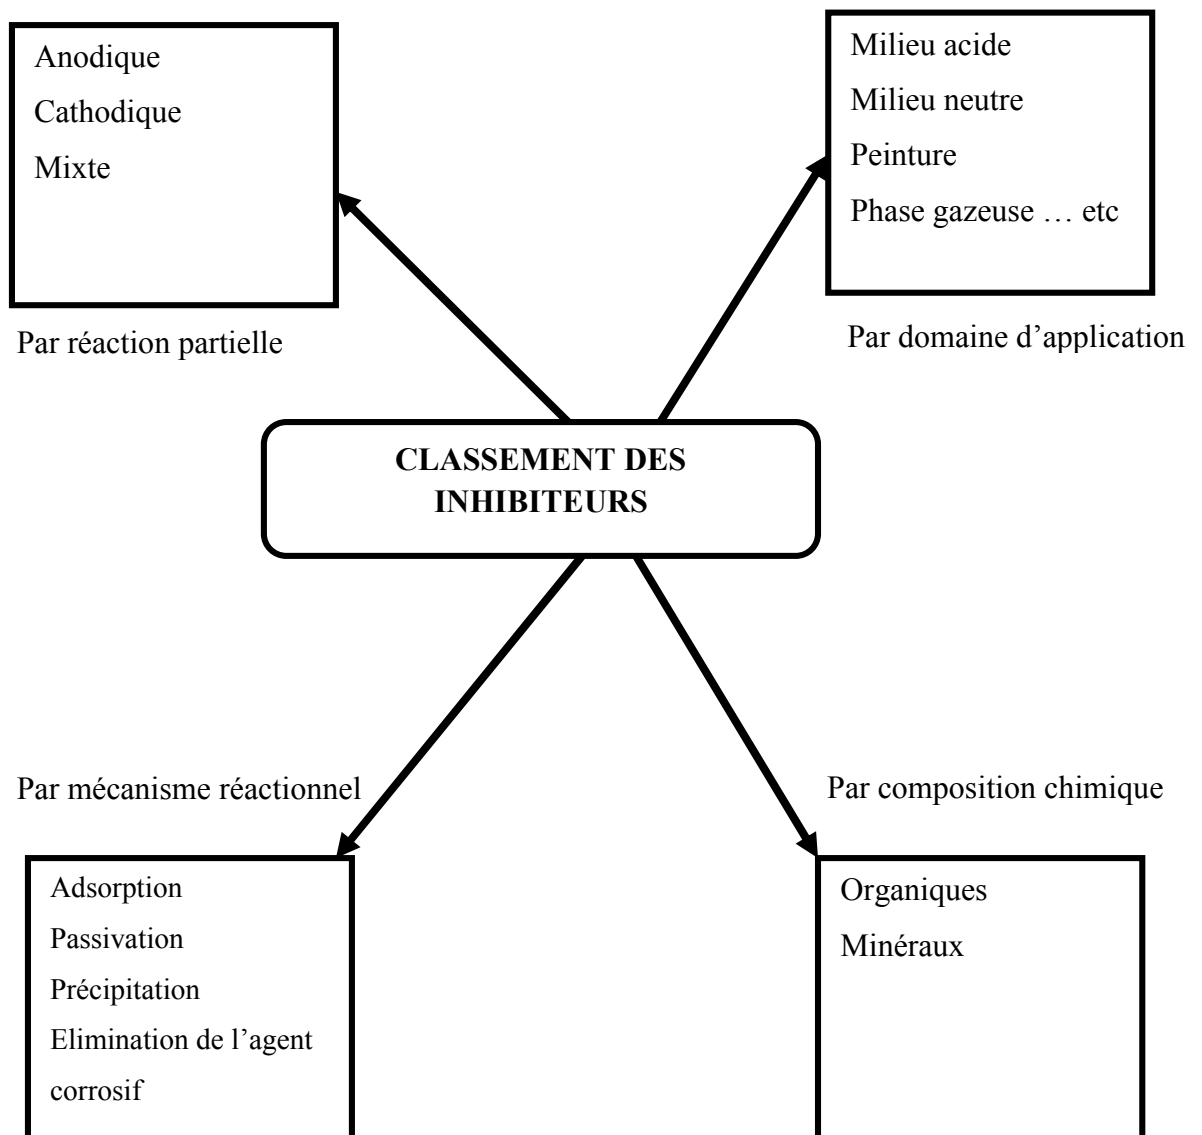 Anodique
Cathodique
Mixte
Milieu acide
Milieu neutre
Peinture
Phase gazeuse … etc
Par réaction partielle
Par domaine d’application
CLASSEMENT DES
INHIBITEURS
Par mécanisme réactionnel
Par composition chimique
Adsorption
Passivation
Précipitation
Elimination de l’agent
corrosif
Organiques
Minéraux